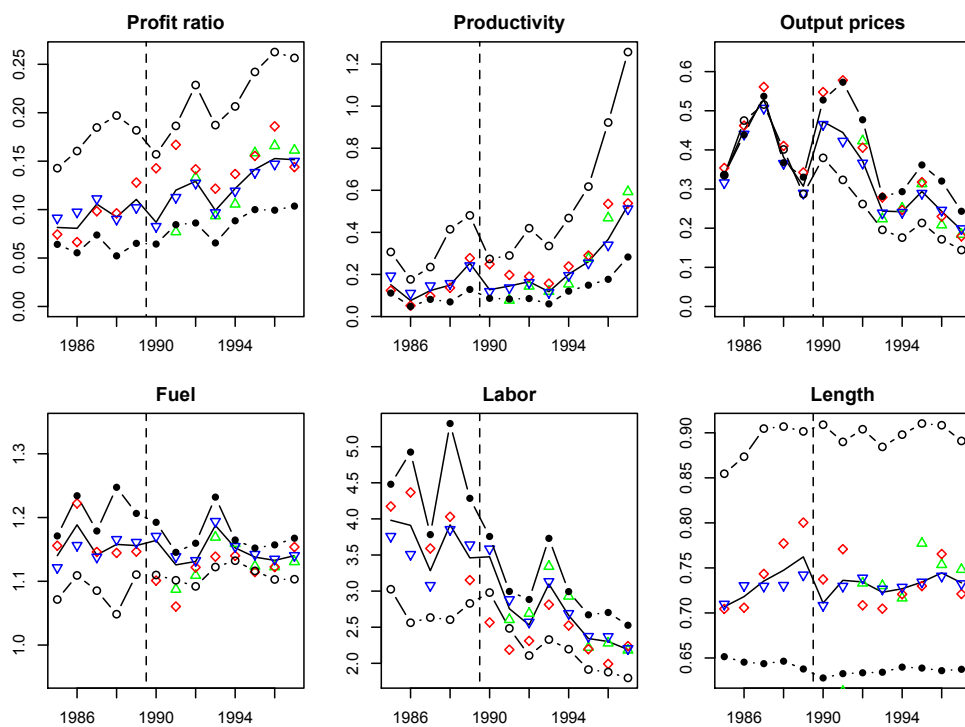 Profit ratio Productivity Output prices
0.00 0.05 0.10 0.15 0.20 0.25
0.0 0.2 0.4 0.6 0.8 1.0 1.2
0.0 0.1 0.2 0.3 0.4 0.5 0.6
1986 1990 1994 1986 1990 1994 1986 1990 1994
Fuel Labor Length
1.0 1.1 1.2 1.3
2.0 2.5 3.0 3.5 4.0 4.5 5.0
0.65 0.70 0.75 0.80 0.85 0.90
1986 1990 1994 1986 1990 1994 1986 1990 1994